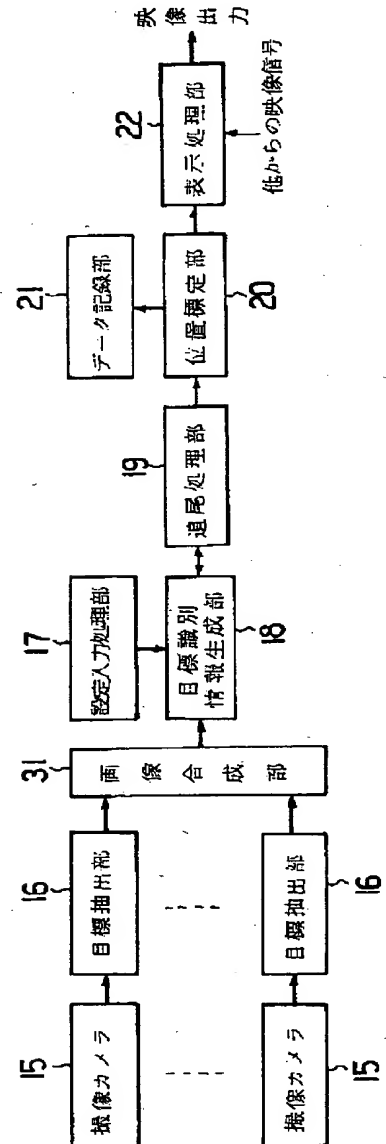 15
撮像カメラ
16
目標抽出部
15
撮像カメラ
16
目標抽出部
31
画像合成部
17
設定入力処理部
目標識別
情報生成部
18
19
追尾処理部
21
データ記録部
位置標定部
20
22
表示処理部
映像出力
他からの映像信号